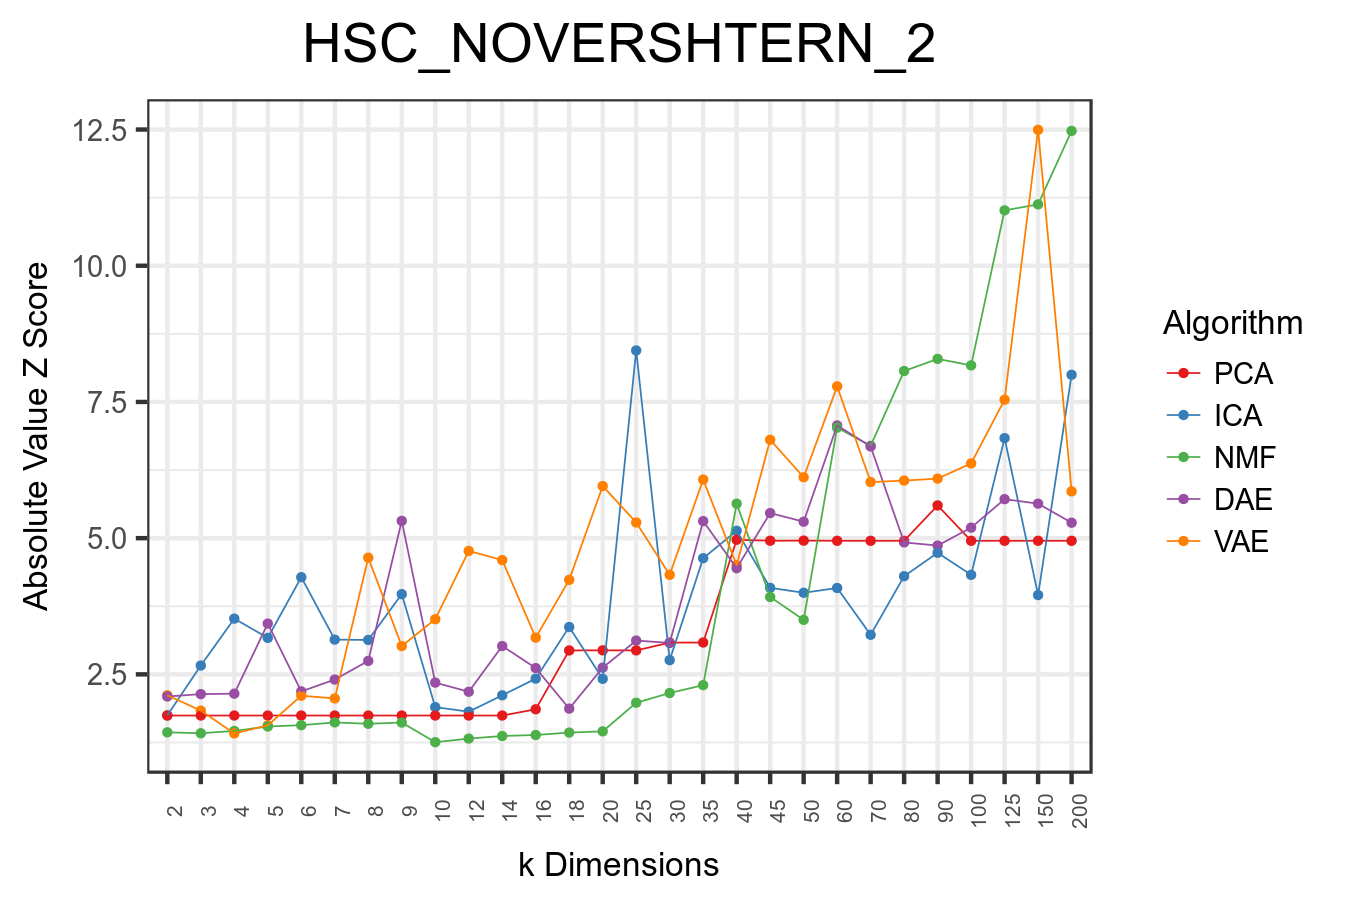 HSC_NOVERSHTERN_2
Absolute Value Z Score
12.5
10.0
7.5
5.0
2.5
2 3 4 5 6 7 8 9 10 12 14 16 18 20 25 30 35 40 45 50 60 70 80 90 100 125 150 200
k Dimensions
Algorithm
PCA
ICA
NMF
DAE
VAE